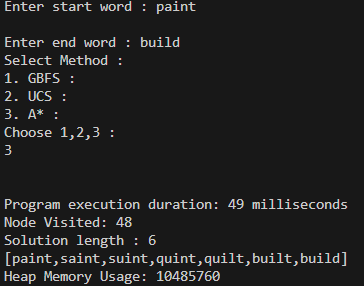 Enter start word : paint
Enter end word : build
Select Method :
1. GBFS :
2. UCS :
3. A* :
Choose 1,2,3 :
3
Program execution duration: 49 milliseconds
Node Visited: 48
Solution length : 6
[paint,saint,suint,quint,quilt,built,build]
Heap Memory Usage: 10485760